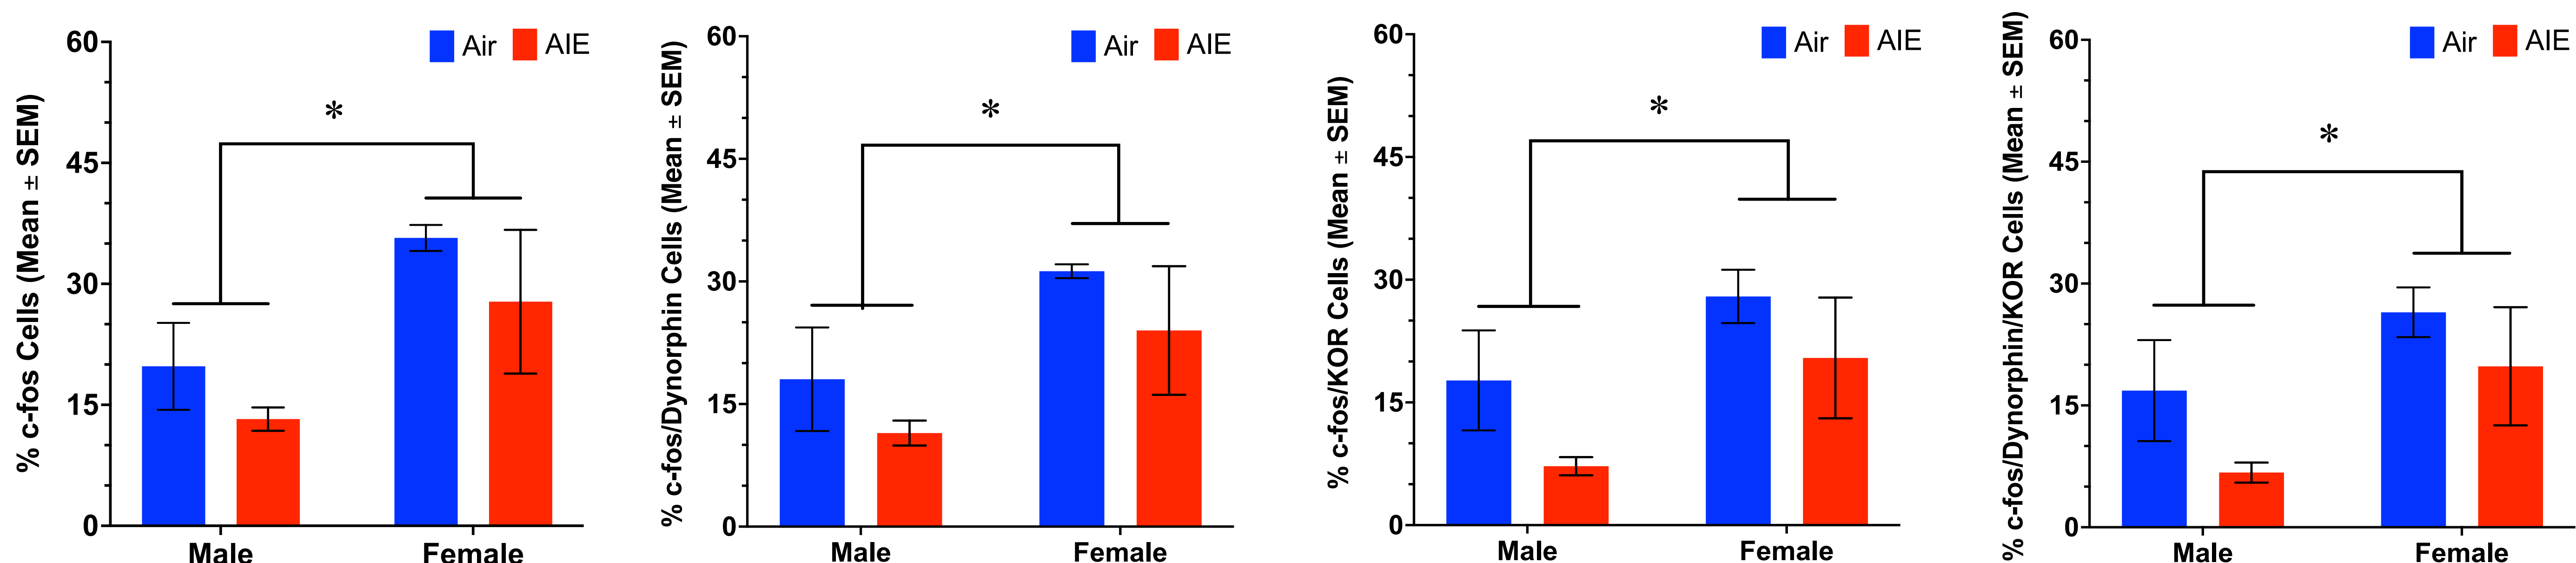 % c-fos Cells (Mean ± SEM)
60
45
30
15
0
Air AIE
*
Male Female
% c-fos/Dynorphin Cells (Mean ± SEM)
60
45
30
15
0
Air AIE
*
Male Female
% c-fos/KOR Cells (Mean ± SEM)
60
45
30
15
0
Air AIE
*
Male Female
% c-fos/Dynorphin/KOR Cells (Mean ± SEM)
60
45
30
15
0
Air AIE
*
Male Female